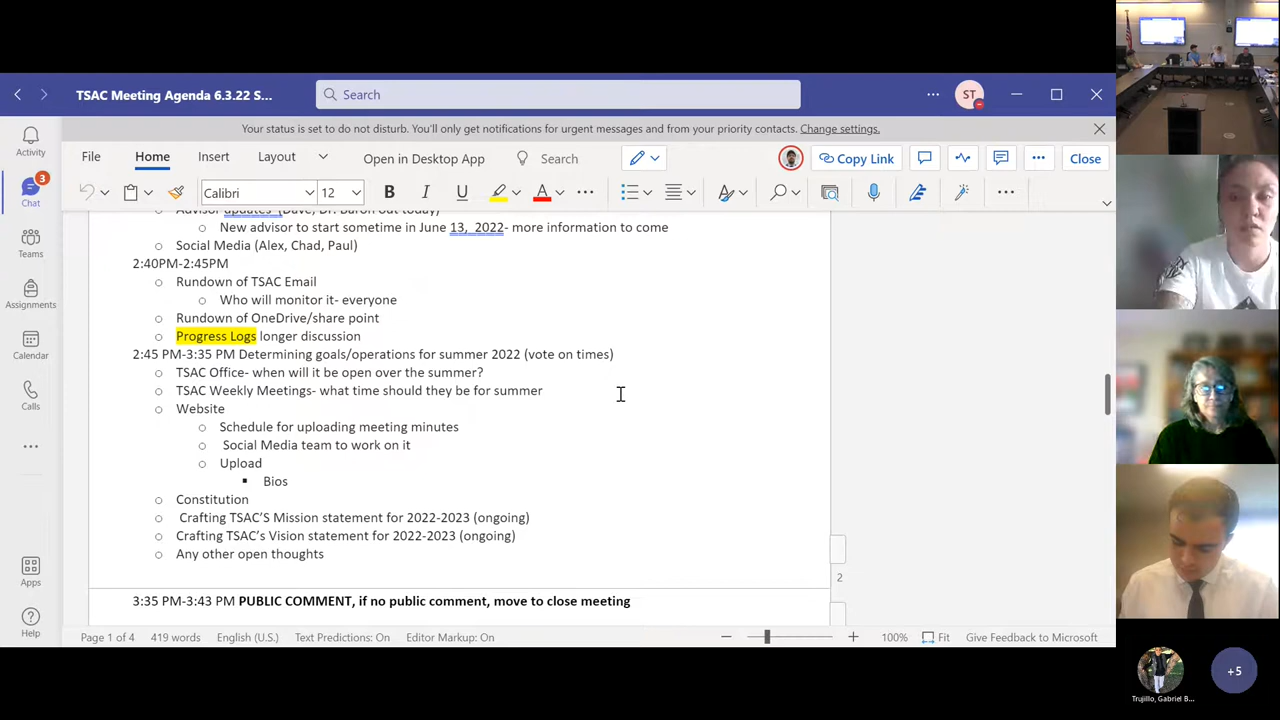 TSAC Meeting Agenda 6.3.22 S...
Search
ST
Your status is set to do not disturb. You'll only get notifications for urgent messages and from your priority contacts. Change settings.
File Home Insert Layout Open in Desktop App Search Copy Link Close
Calibri 12 B I U A
Activity
3
Chat
Teams
Assignments
Calendar
Calls
Apps
Help
Advisor updates- (Dave, Dr. Baron out today)
New advisor to start sometime in June 13, 2022- more information to come
Social Media (Alex, Chad, Paul)
2:40PM-2:45PM
Rundown of TSAC Email
Who will monitor it- everyone
Rundown of OneDrive/share point
Progress Logs longer discussion
2:45 PM-3:35 PM Determining goals/operations for summer 2022 (vote on times)
TSAC Office- when will it be open over the summer?
TSAC Weekly Meetings- what time should they be for summer
Website
Schedule for uploading meeting minutes
Social Media team to work on it
Upload
Bios
Constitution
Crafting TSAC'S Mission statement for 2022-2023 (ongoing)
Crafting TSAC's Vision statement for 2022-2023 (ongoing)
Any other open thoughts
2
3:35 PM-3:43 PM PUBLIC COMMENT, if no public comment, move to close meeting
Page 1 of 4 419 words English (U.S.) Text Predictions: On Editor Markup: On 100% Fit Give Feedback to Microsoft
+5
Trujillo, Gabriel B...